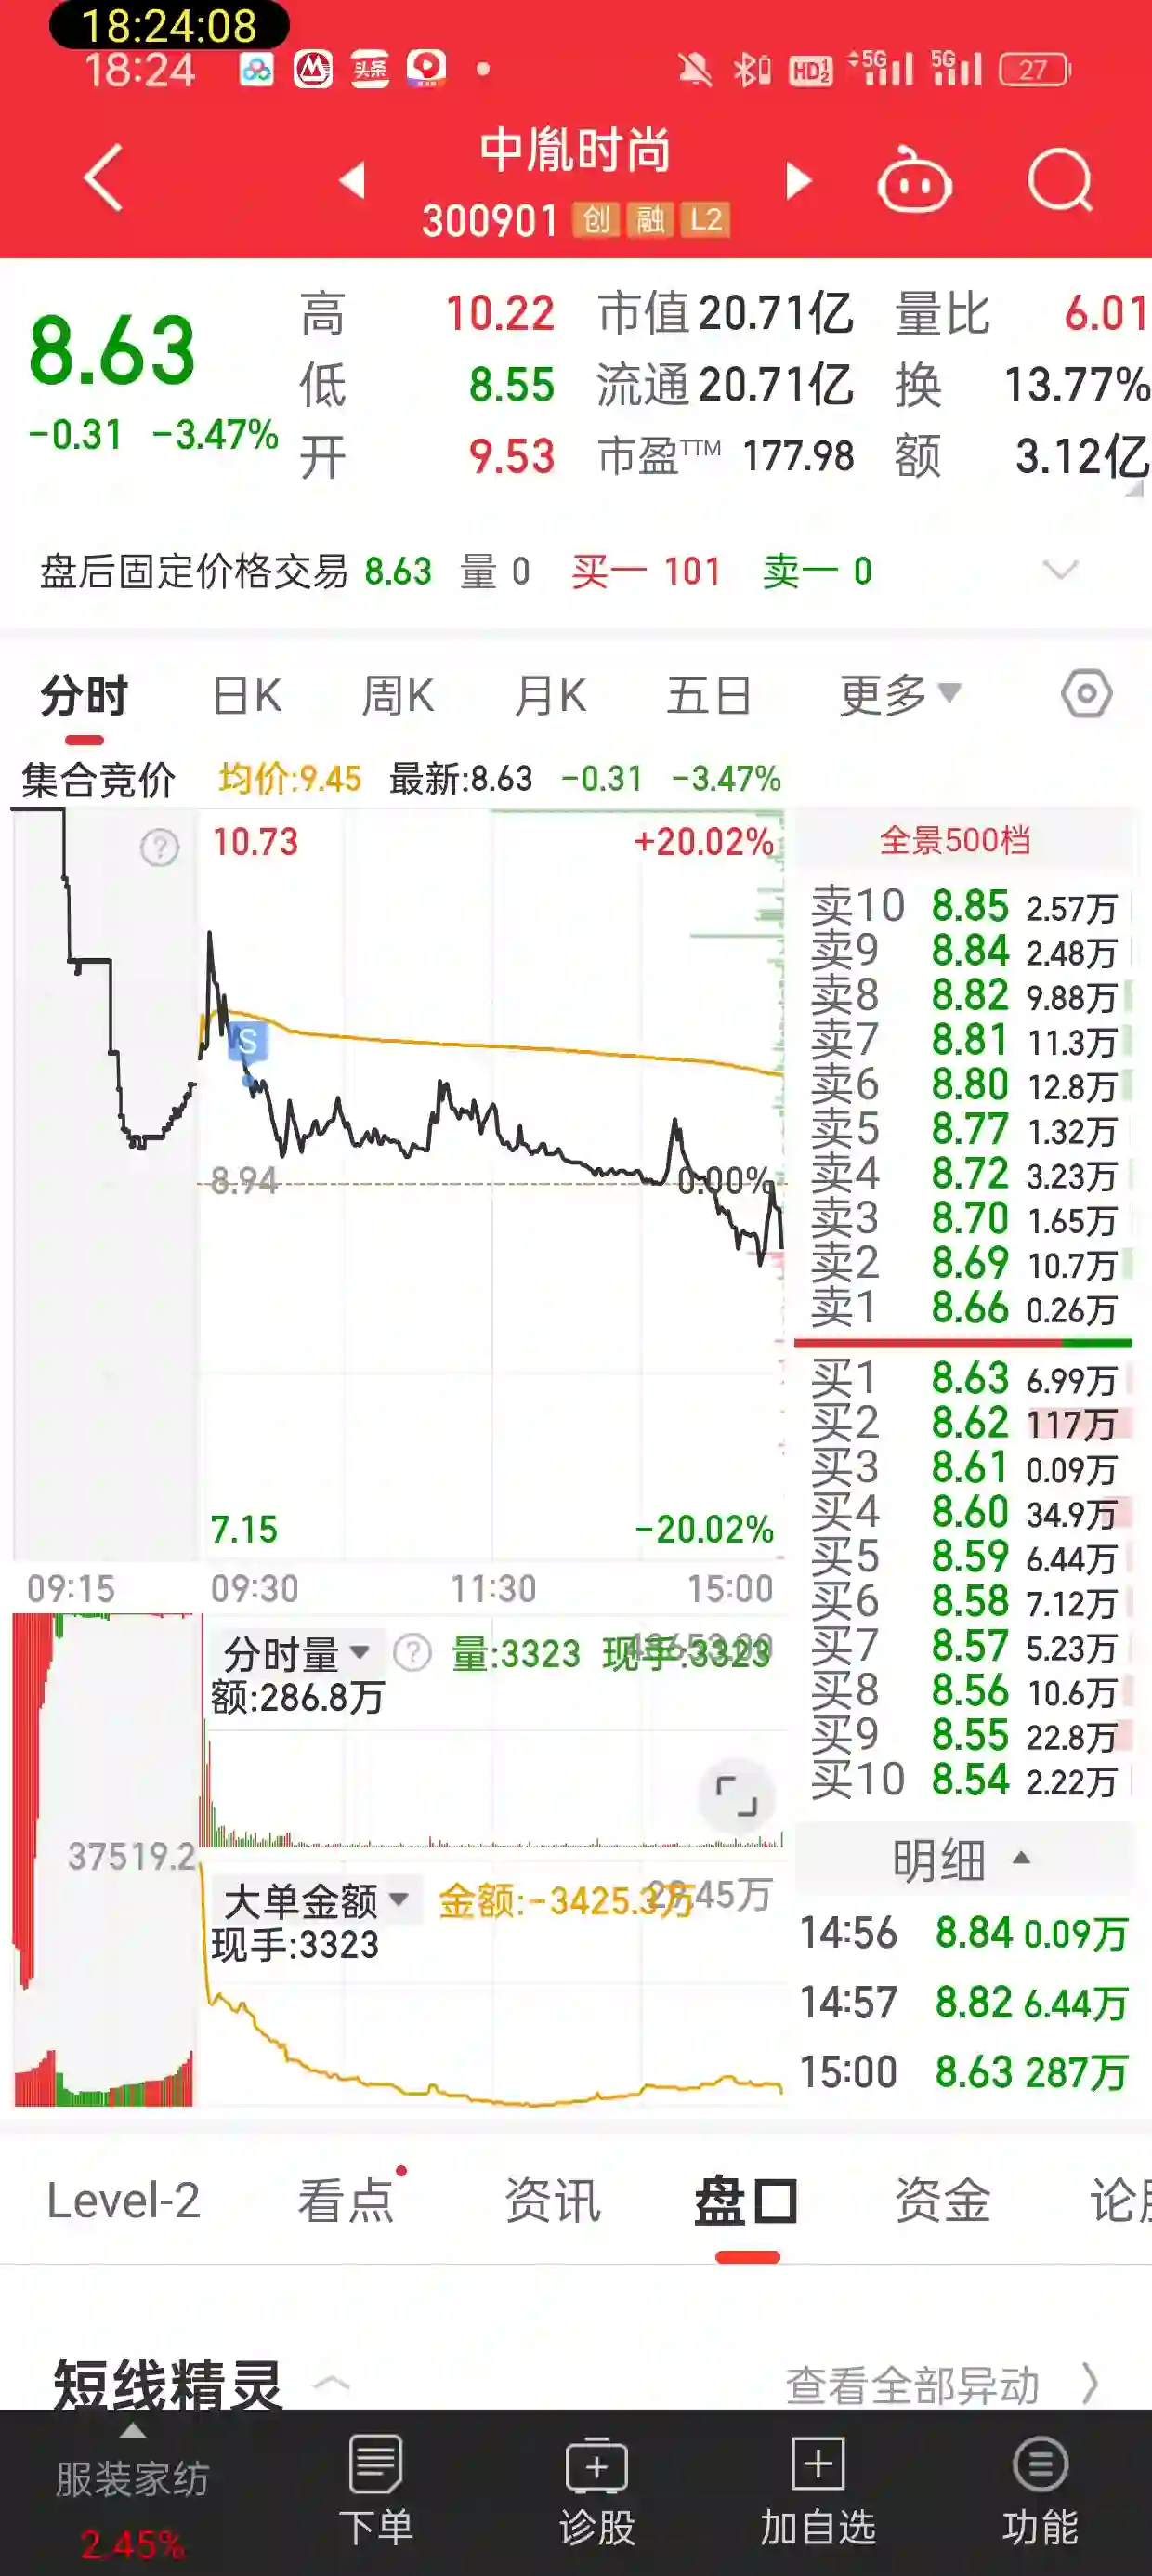 18:24:08
18:24 头条 HD1 2 5G 5G 27
中胤时尚
300901 创 融 L2
8.63
-0.31 -3.47%
高 10.22 市值 20.71亿 量比 6.01
低 8.55 流通 20.71亿 换 13.77%
开 9.53 市盈TTM 177.98 额 3.12亿
盘后固定价格交易 8.63 量 0 买一 101 卖一 0
分时 日K 周K 月K 五日 更多
集合竞价 均价:9.45 最新:8.63 -0.31 -3.47%
10.73 +20.02%
S
8.94 0.00%
7.15 -20.02%
09:15 09:30 11:30 15:00
分时量 ? 量:3323 现手:3323
额:286.8万
37519.2
大单金额 金额:-3425.3万
现手:3323
全景500档
卖10 8.85 2.57万
卖9 8.84 2.48万
卖8 8.82 9.88万
卖7 8.81 11.3万
卖6 8.80 12.8万
卖5 8.77 1.32万
卖4 8.72 3.23万
卖3 8.70 1.65万
卖2 8.69 10.7万
卖1 8.66 0.26万
买1 8.63 6.99万
买2 8.62 117万
买3 8.61 0.09万
买4 8.60 34.9万
买5 8.59 6.44万
买6 8.58 7.12万
买7 8.57 5.23万
买8 8.56 10.6万
买9 8.55 22.8万
买10 8.54 2.22万
明细
14:56 8.84 0.09万
14:57 8.82 6.44万
15:00 8.63 287万
Level-2 看点 资讯 盘口 资金 论
短线精灵 查看全部异动
服装家纺
2.45%
下单 诊股 加自选 功能